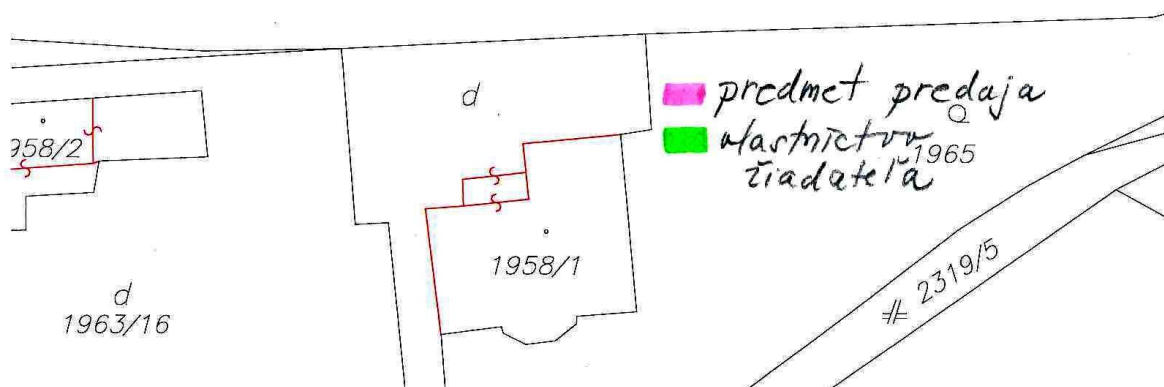 d
predmet predaja
958/2
vlastníctvo
1965
žiadateľa
1958/1
2319/5
d
1963/16